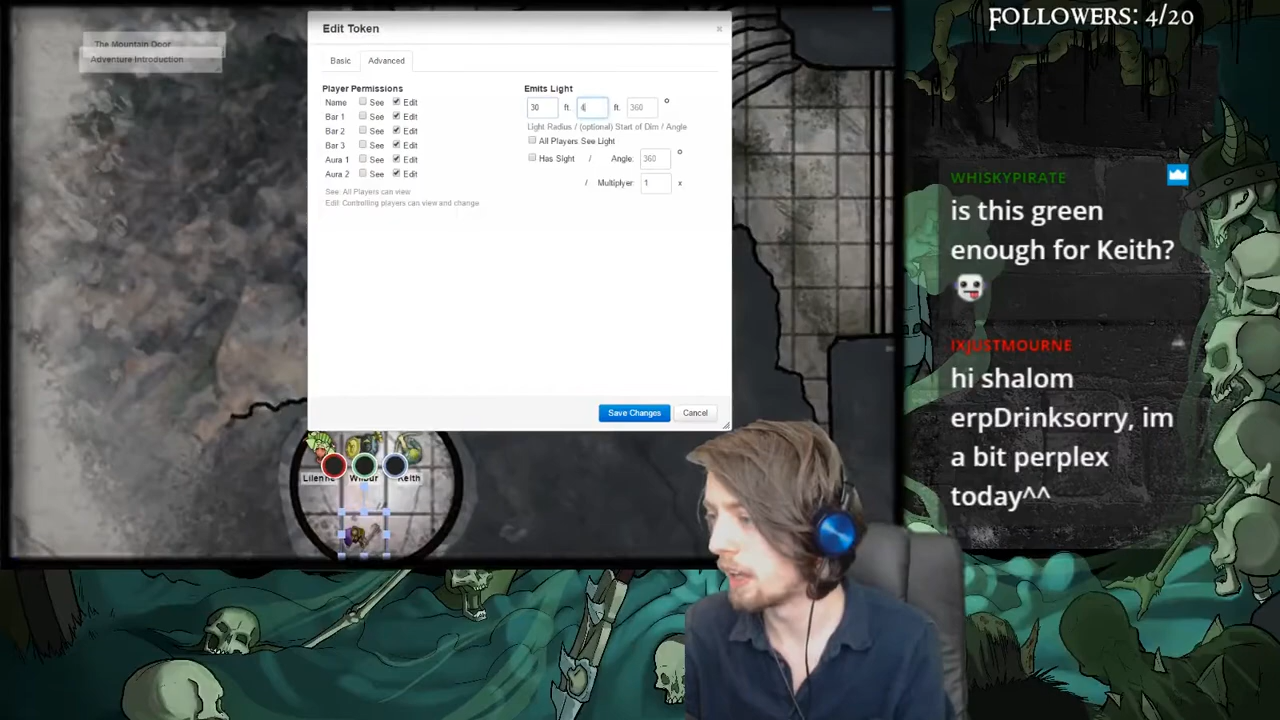 The Mountain Door
Adventure Introduction
Edit Token
×
Basic
Advanced
Player Permissions
Name See Edit
Bar 1 See Edit
Bar 2 See Edit
Bar 3 See Edit
Aura 1 See Edit
Aura 2 See Edit
See: All Players can view
Edit: Controlling players can view and change
Emits Light
30 ft. 4 ft. 360 °
Light Radius / (optional) Start of Dim / Angle
All Players See Light
Has Sight / Angle: 360 °
/ Multiplyer: 1 x
Save Changes
Cancel
Lilenne Wilbur Keith
FOLLOWERS: 4/20
WHISKYPIRATE
is this green
enough for Keith?
IXJUSTMOURNE
hi shalom
erpDrinksorry, im
a bit perplex
today^^